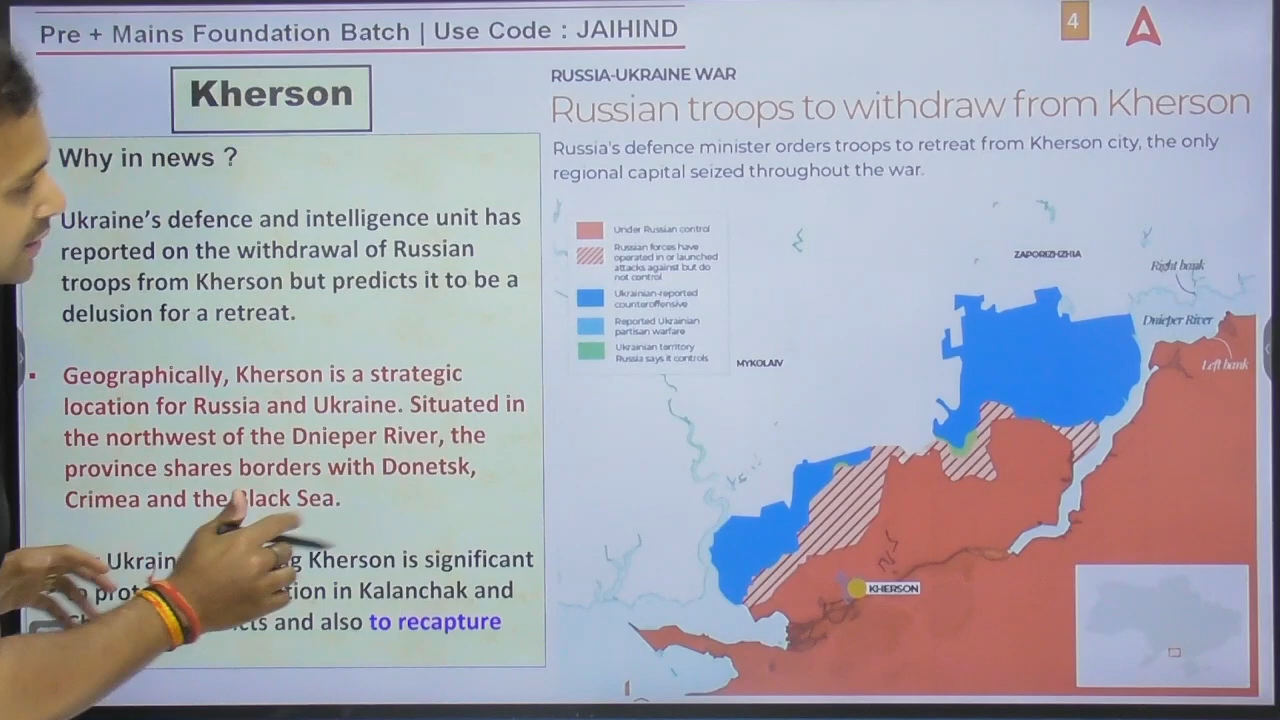 Pre + Mains Foundation Batch | Use Code : JAIHIND
4
Kherson
Why in news ?
Ukraine's defence and intelligence unit has
reported on the withdrawal of Russian
troops from Kherson but predicts it to be a
delusion for a retreat.
Geographically, Kherson is a strategic
location for Russia and Ukraine. Situated in
the northwest of the Dnieper River, the
province shares borders with Donetsk,
Crimea and the Black Sea.
Kherson is significant
in Kalanchak and
and also to recapture
RUSSIA-UKRAINE WAR
Russian troops to withdraw from Kherson
Russia's defence minister orders troops to retreat from Kherson city, the only
regional capital seized throughout the war.
Under Russian control
Russian forces have
operated in or launched
attacks against but do
not control
Ukrainian-reported
counteroffensive
Reported Ukrainian
partisan warfare
Ukrainian territory
Russia says it controls
MYKOLAIV
ZAPORIZHZHIA
Right bank
Dnieper River
Left bank
KHERSON